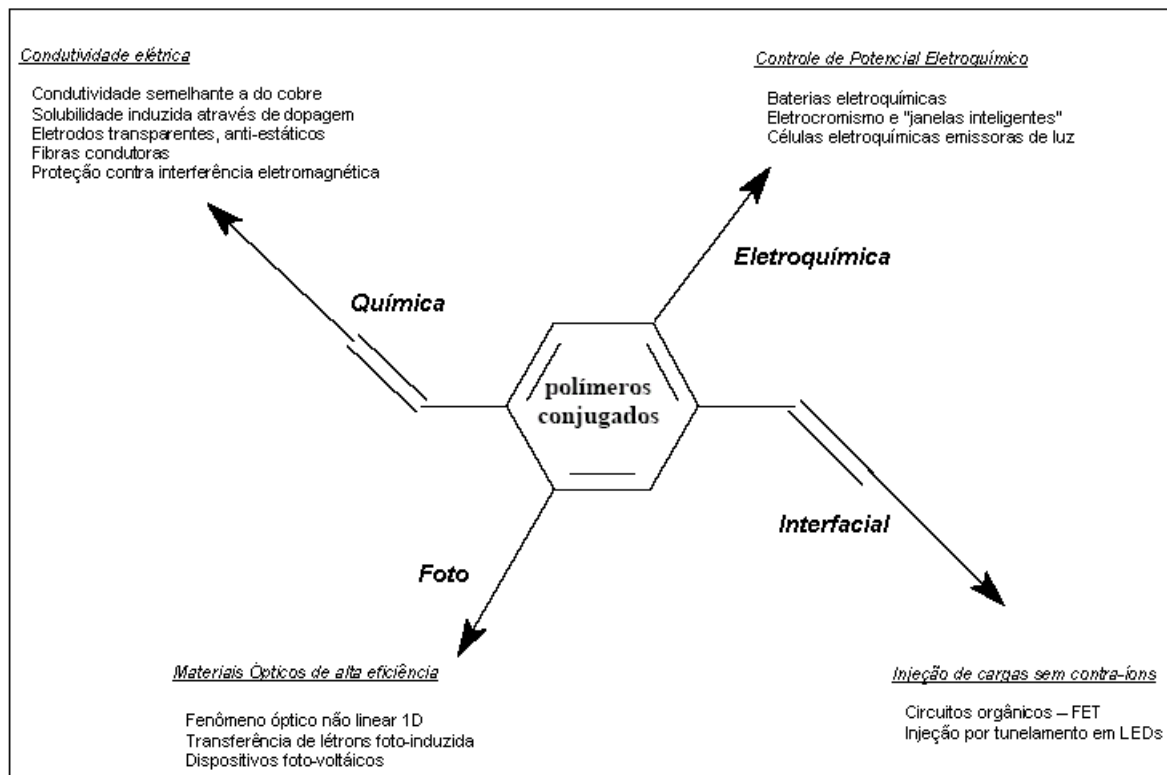 Condutividade elétrica
Condutividade semelhante a do cobre
Solubilidade induzida através de dopagem
Eletrodos transparentes, anti-estáticos
Fibras condutoras
Proteção contra interferência eletromagnética
Controle de Potencial Eletroquímico
Baterias eletroquímicas
Eletrocromismo e "janelas inteligentes"
Células eletroquímicas emissoras de luz
Química
Eletroquímica
polímeros
conjugados
Foto
Interfacial
Materiais Ópticos de alta eficiência
Fenômeno óptico não linear 1D
Transferência de létrons foto-induzida
Dispositivos foto-voltáicos
Injeção de cargas sem contra-íons
Circuitos orgânicos – FET
Injeção por tunelamento em LEDs